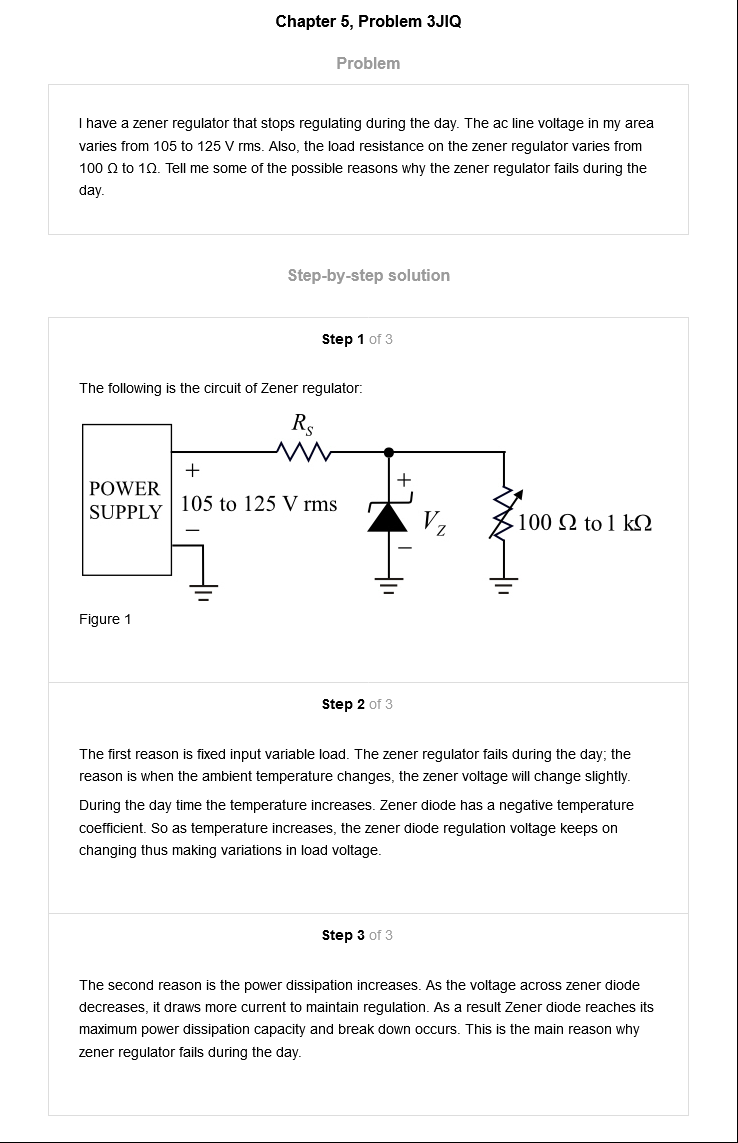 Chapter 5, Problem 3JIQ
Problem
I have a zener regulator that stops regulating during the day. The ac line voltage in my area
varies from 105 to 125 V rms. Also, the load resistance on the zener regulator varies from
100 Ω to 1Ω. Tell me some of the possible reasons why the zener regulator fails during the
day.
Step-by-step solution
Step 1 of 3
The following is the circuit of Zener regulator:
R_S
+
POWER
SUPPLY
105 to 125 V rms
−
+
V_Z
−
100 Ω to 1 kΩ
Figure 1
Step 2 of 3
The first reason is fixed input variable load. The zener regulator fails during the day; the
reason is when the ambient temperature changes, the zener voltage will change slightly.
During the day time the temperature increases. Zener diode has a negative temperature
coefficient. So as temperature increases, the zener diode regulation voltage keeps on
changing thus making variations in load voltage.
Step 3 of 3
The second reason is the power dissipation increases. As the voltage across zener diode
decreases, it draws more current to maintain regulation. As a result Zener diode reaches its
maximum power dissipation capacity and break down occurs. This is the main reason why
zener regulator fails during the day.